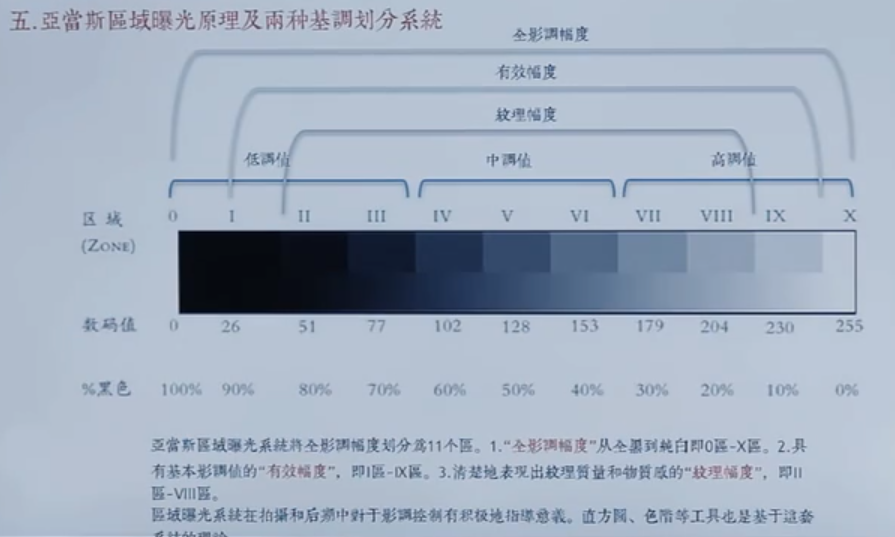 五.亞當斯區域曝光原理及兩种基調划分系統
全影調幅度
有效幅度
紋理幅度
低調值 中調值 高調值
区域 0 I II III IV V VI VII VIII IX X
(ZONE)
数码值 0 26 51 77 102 128 153 179 204 230 255
%黑色 100% 90% 80% 70% 60% 50% 40% 30% 20% 10% 0%
亞當斯區域曝光系統將全影調幅度划分爲11个區。1.“全影調幅度”从全黑到純白即0區-X區。2.具
有基本影調值的“有效幅度”，即I區-IX區。3.清楚地表现出紋理質量和物質感的“紋理幅度”，即II
區-VIII區。
區域曝光系統在拍攝和后期中對于影調控制有积极地指導意義。直方圖、色階等工具也是基于這套
系統的理論